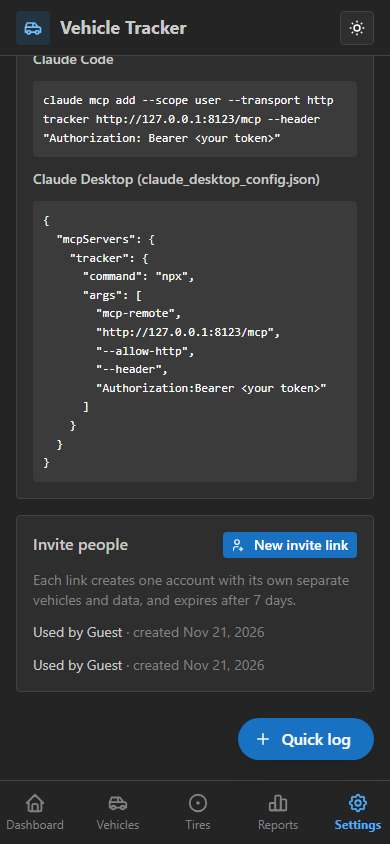 Vehicle Tracker
Claude Code
claude mcp add --scope user --transport http
tracker http://127.0.0.1:8123/mcp --header
"Authorization: Bearer <your token>"
Claude Desktop (claude_desktop_config.json)
{
  "mcpServers": {
    "tracker": {
      "command": "npx",
      "args": [
        "mcp-remote",
        "http://127.0.0.1:8123/mcp",
        "--allow-http",
        "--header",
        "Authorization:Bearer <your token>"
      ]
    }
  }
}
Invite people
New invite link
Each link creates one account with its own separate
vehicles and data, and expires after 7 days.
Used by Guest · created Nov 21, 2026
Used by Guest · created Nov 21, 2026
+ Quick log
Dashboard
Vehicles
Tires
Reports
Settings